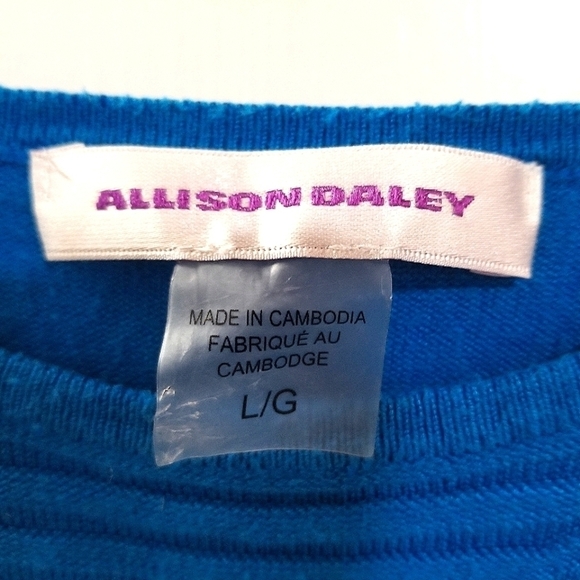 ALLISON DALEY
MADE IN CAMBODIA
FABRIQUÉ AU
CAMBODGE
L/G